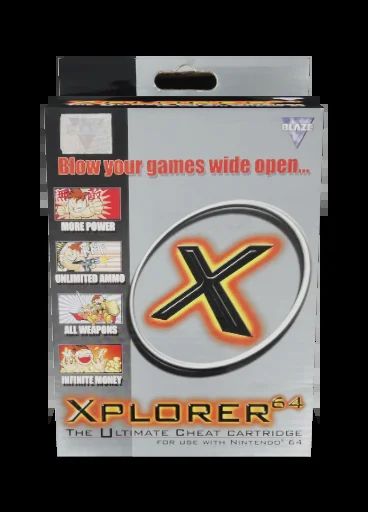 BLAZE
Blow your games wide open...
MORE POWER
UNLIMITED AMMO
ALL WEAPONS
INFINITE MONEY
X
XPLORER64
THE ULTIMATE CHEAT CARTRIDGE
FOR USE WITH NINTENDO® 64